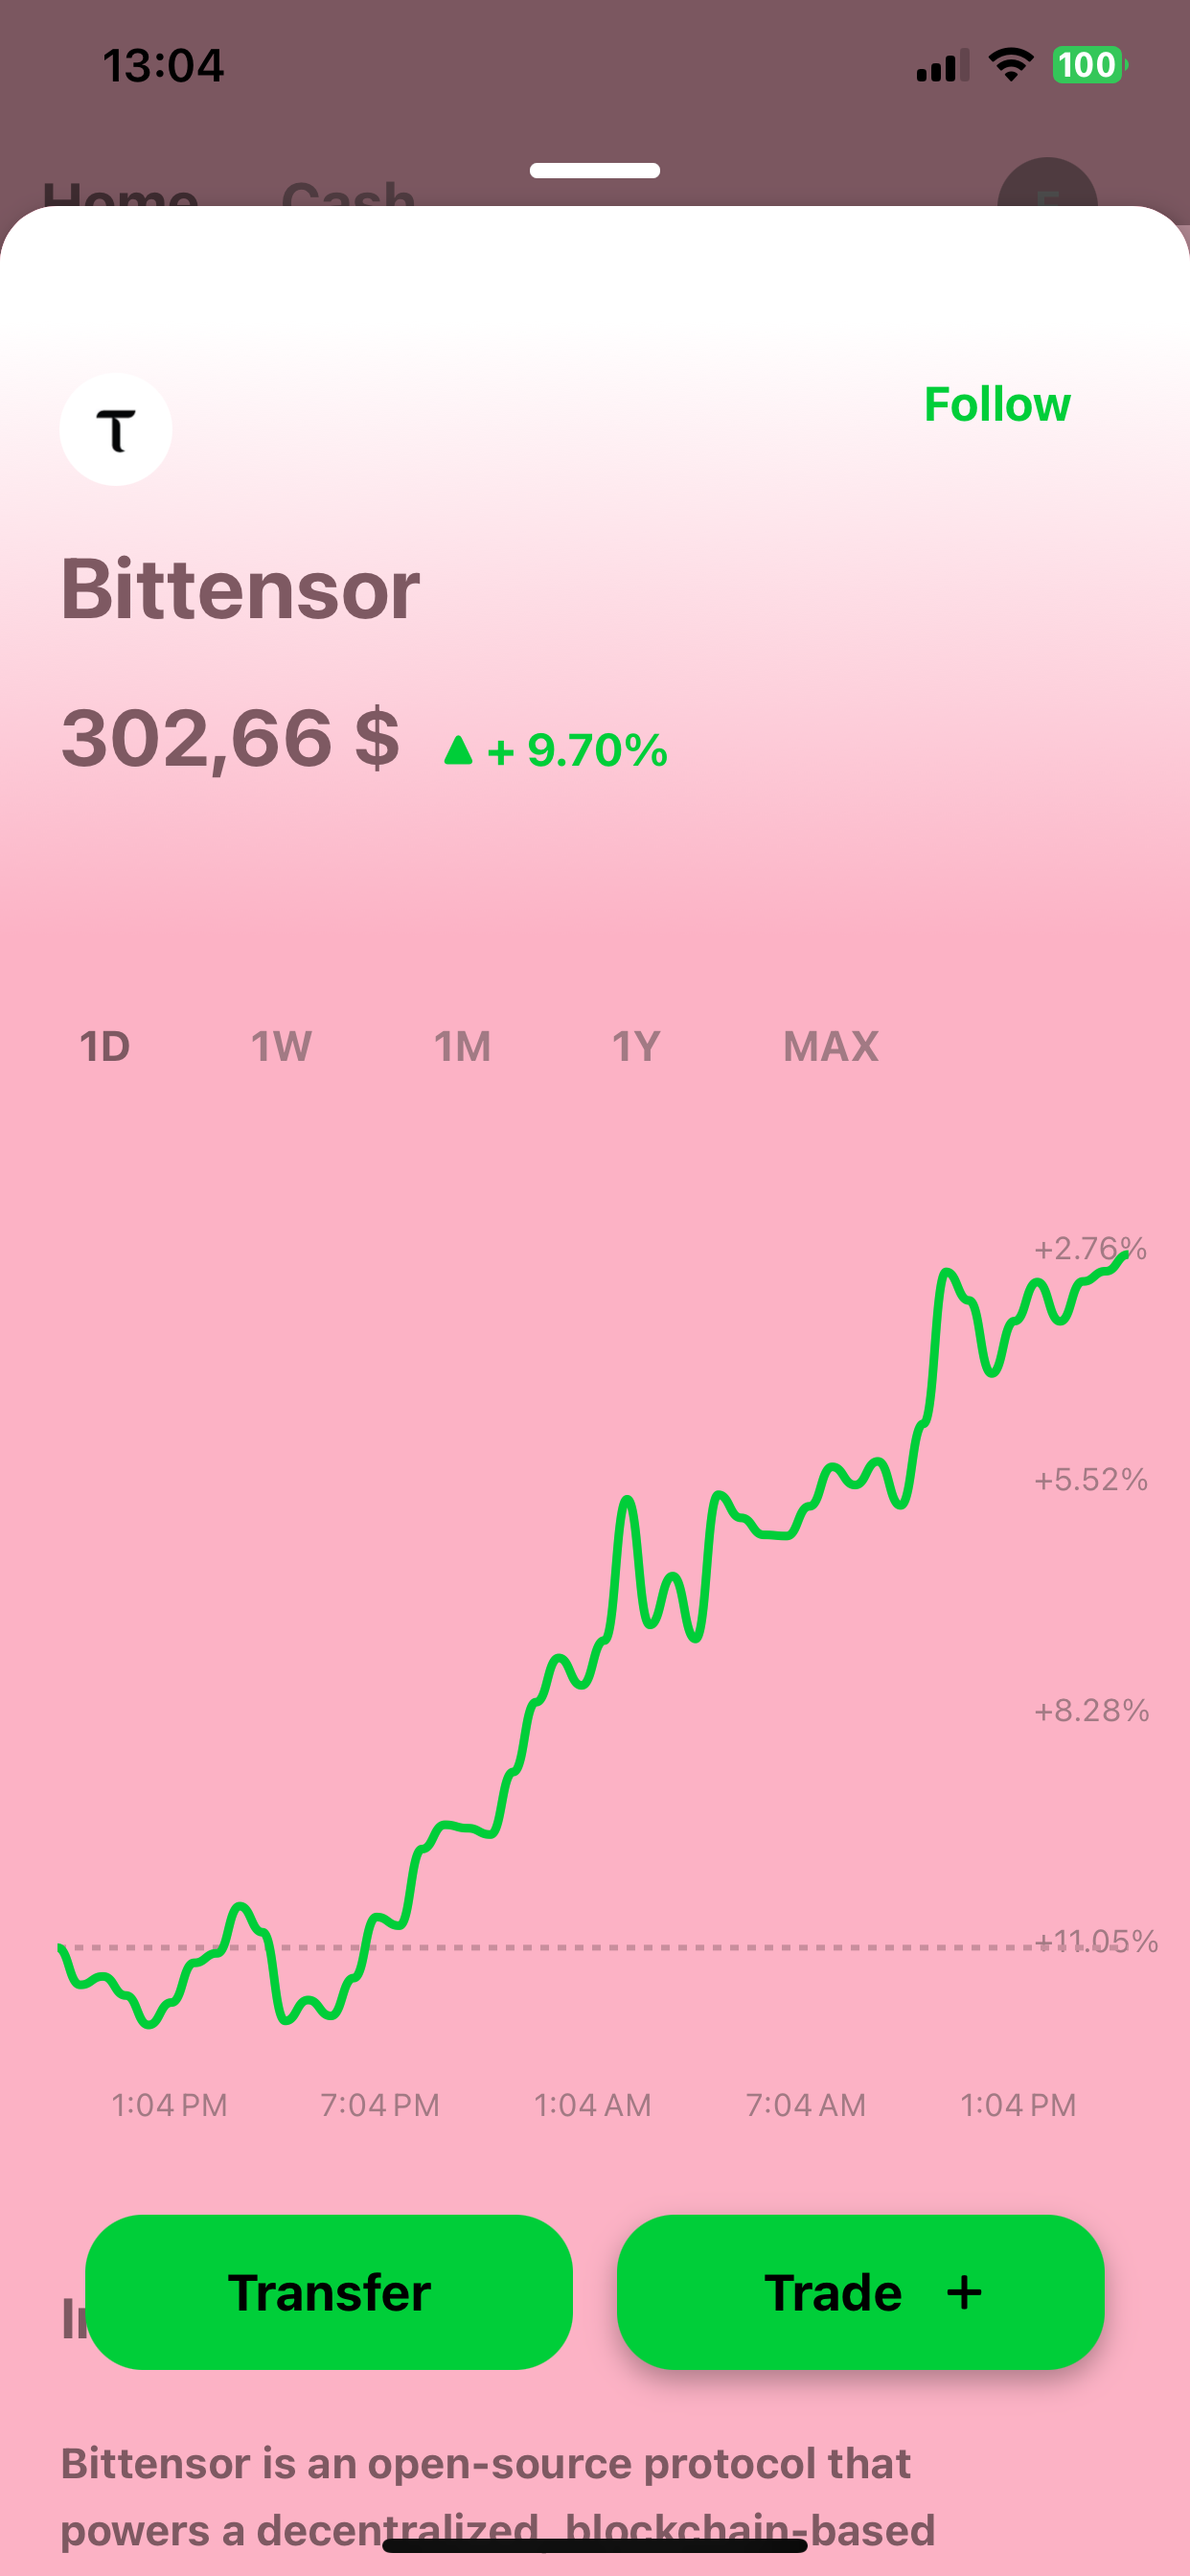 13:04
100
Home Cash
Follow
Bittensor
302,66 $ ▲ + 9.70%
1D 1W 1M 1Y MAX
+2.76%
+5.52%
+8.28%
+11.05%
1:04 PM 7:04 PM 1:04 AM 7:04 AM 1:04 PM
Transfer Trade +
Bittensor is an open-source protocol that
powers a decentralized, blockchain-based